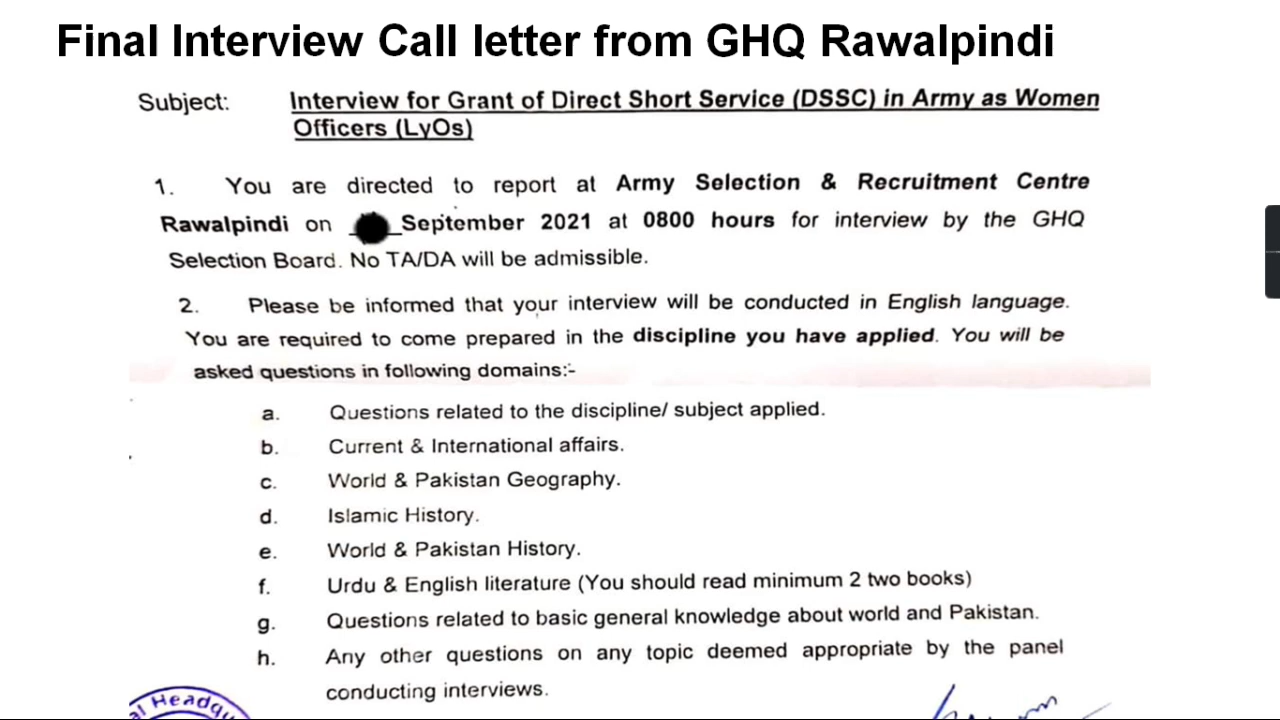 Final Interview Call letter from GHQ Rawalpindi
Subject: Interview for Grant of Direct Short Service (DSSC) in Army as Women
Officers (LyOs)
1. You are directed to report at Army Selection & Recruitment Centre
Rawalpindi on September 2021 at 0800 hours for interview by the GHQ
Selection Board. No TA/DA will be admissible.
2. Please be informed that your interview will be conducted in English language.
You are required to come prepared in the discipline you have applied. You will be
asked questions in following domains:-
a. Questions related to the discipline/ subject applied.
b. Current & International affairs.
c. World & Pakistan Geography.
d. Islamic History.
e. World & Pakistan History.
f. Urdu & English literature (You should read minimum 2 two books)
g. Questions related to basic general knowledge about world and Pakistan.
h. Any other questions on any topic deemed appropriate by the panel
conducting interviews.